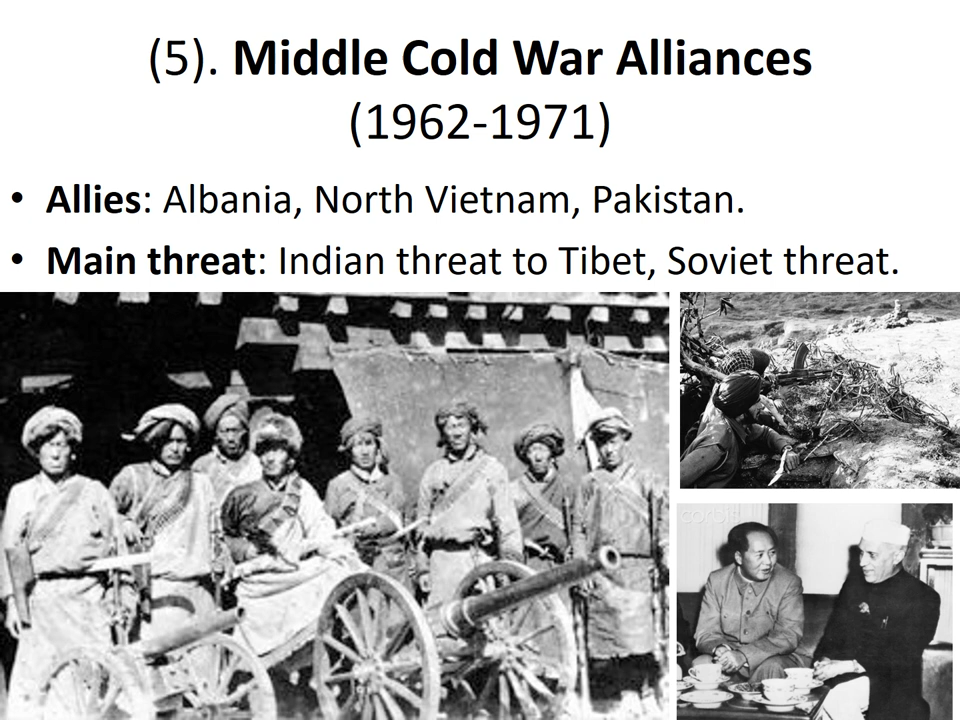 (5). Middle Cold War Alliances
(1962-1971)
• Allies: Albania, North Vietnam, Pakistan.
• Main threat: Indian threat to Tibet, Soviet threat.